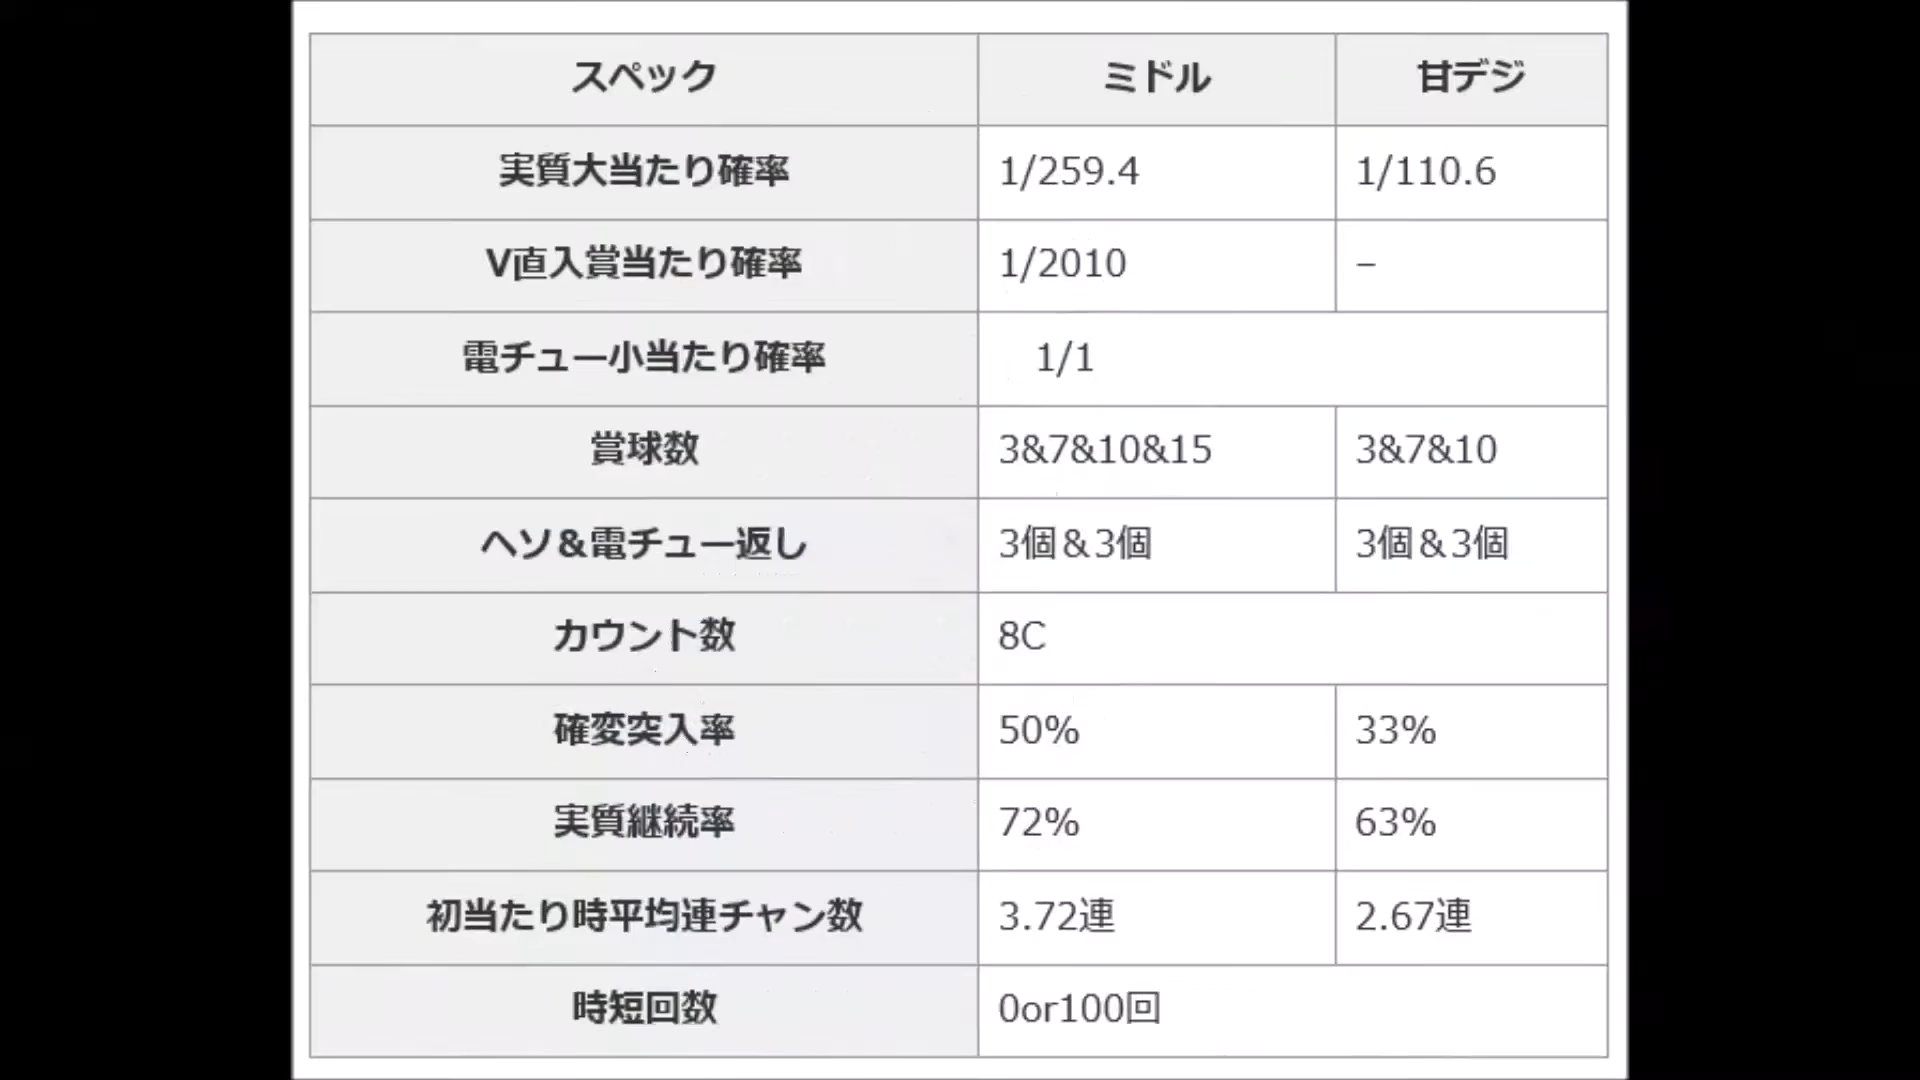 スペック ミドル 甘デジ
実質大当たり確率 1/259.4 1/110.6
V直入賞当たり確率 1/2010 –
電チュー小当たり確率 1/1
賞球数 3&7&10&15 3&7&10
ヘソ＆電チュー返し 3個＆3個 3個＆3個
カウント数 8C
確変突入率 50% 33%
実質継続率 72% 63%
初当たり時平均連チャン数 3.72連 2.67連
時短回数 0or100回